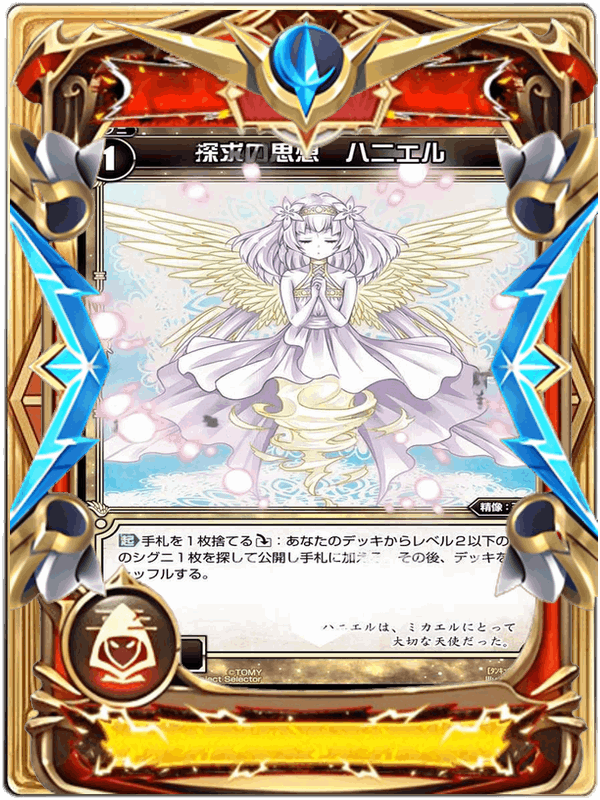 1
探求の思想 ハニエル
精像:
起 手札を1枚捨てる:あなたのデッキからレベル2以下の
のシグニ1枚を探して公開し手札に加え 。その後、デッキを
ャッフルする。
ハニエルは、ミカエルにとって
大切な天使だった。
©TOMY
lect Selector